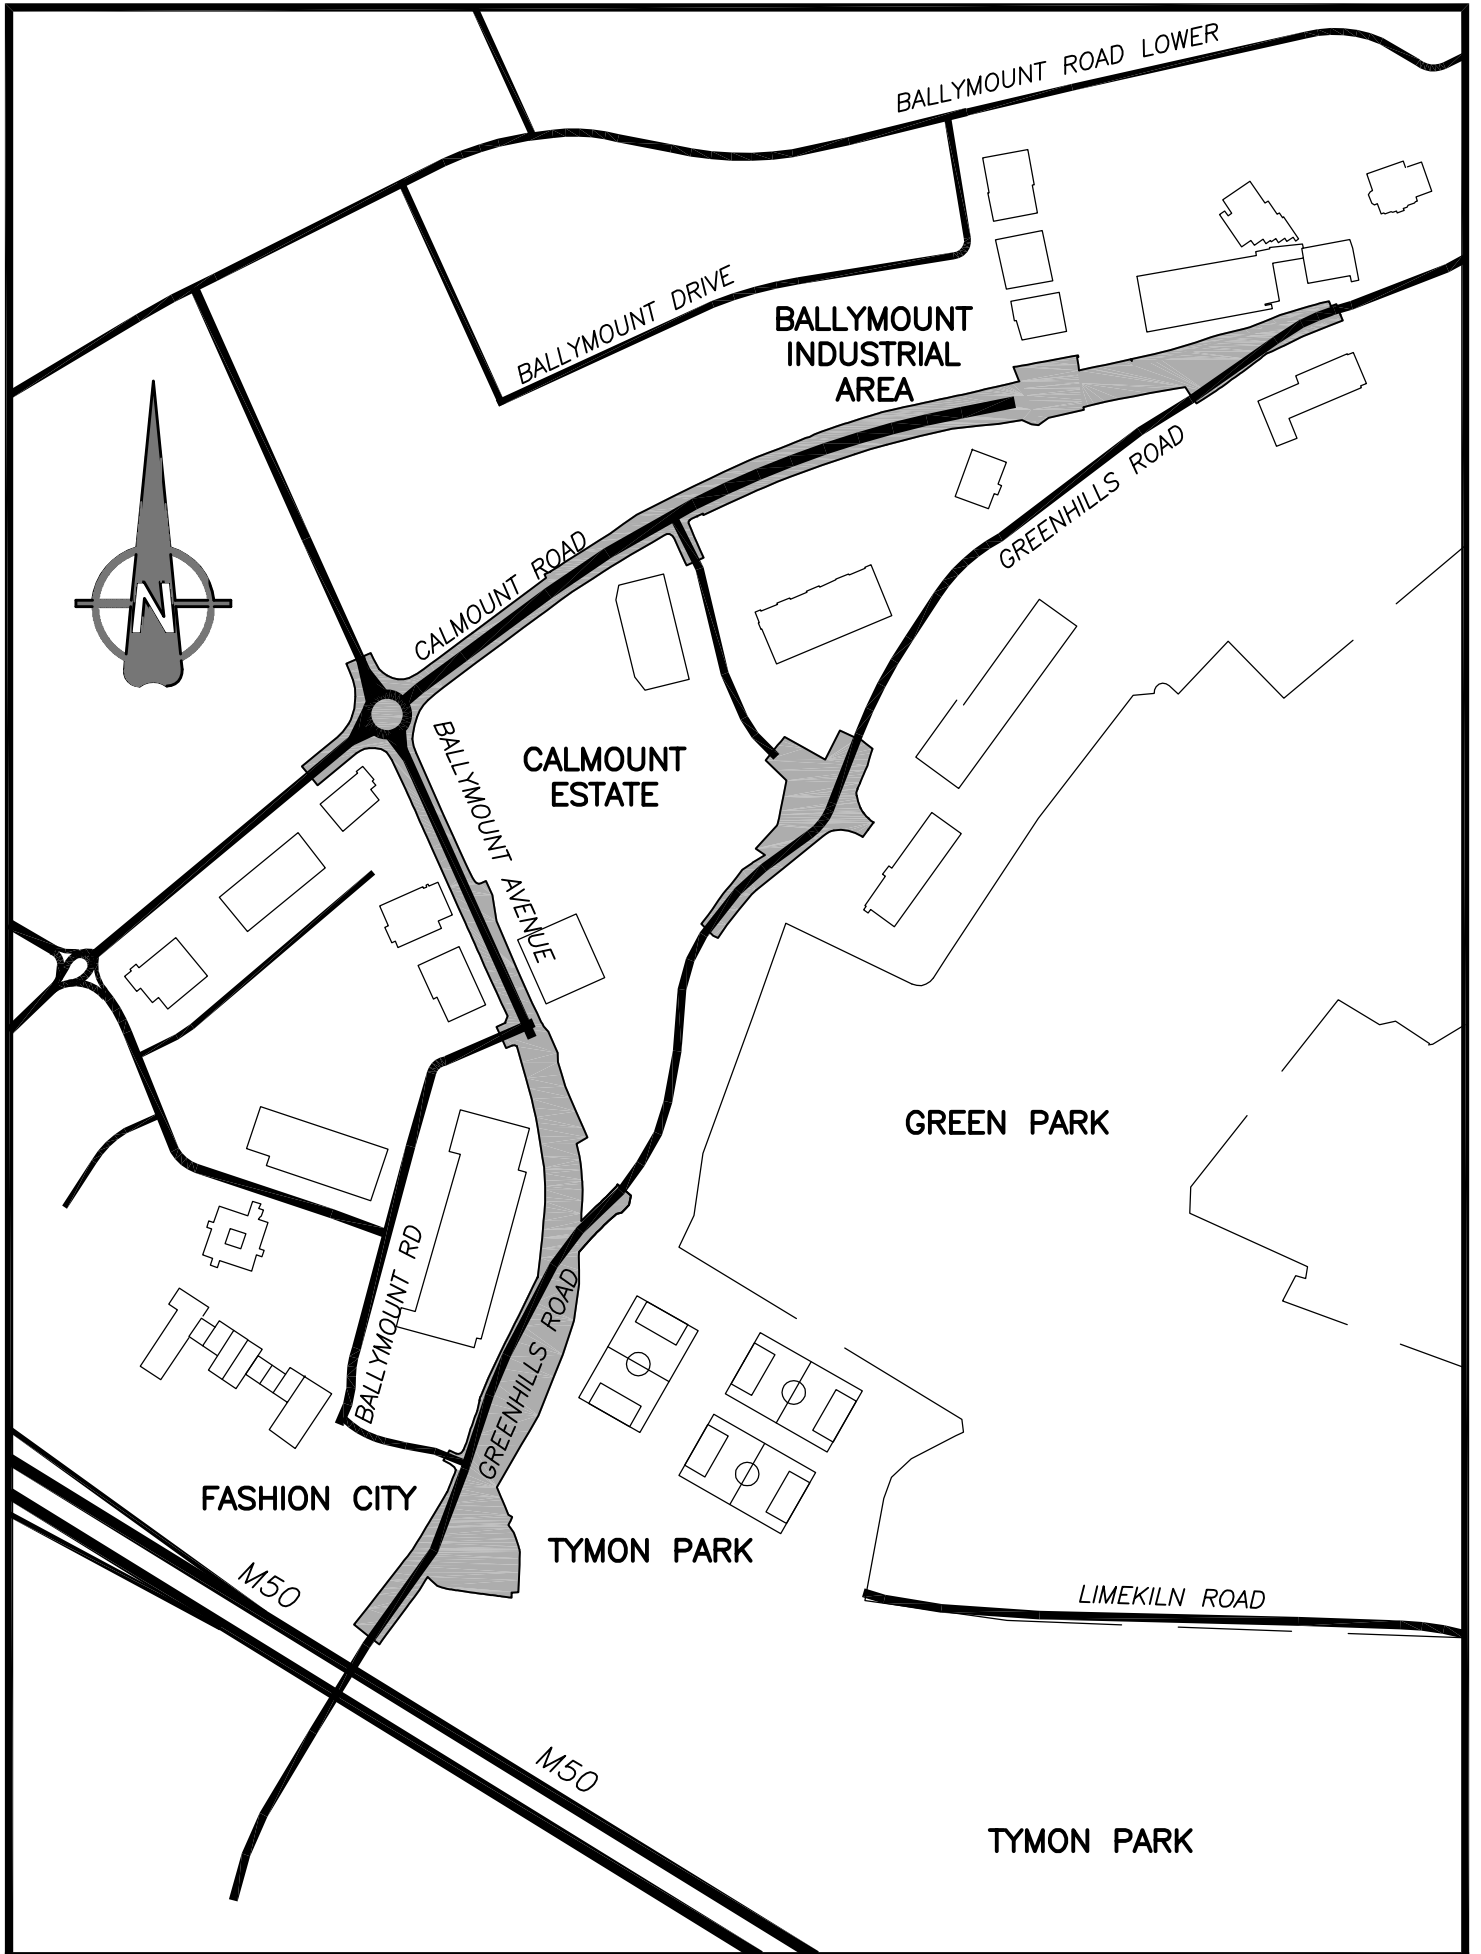 BALLYMOUNT ROAD LOWER
BALLYMOUNT DRIVE
BALLYMOUNT
INDUSTRIAL
AREA
GREENHILLS ROAD
N
CALMOUNT ROAD
BALLYMOUNT AVENUE
CALMOUNT
ESTATE
GREEN PARK
BALLYMOUNT RD
GREENHILLS ROAD
FASHION CITY
TYMON PARK
M50
LIMEKILN ROAD
M50
TYMON PARK